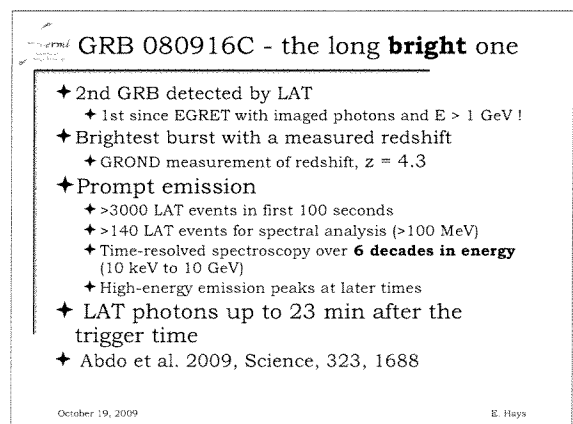 GRB 080916C - the long bright one
2nd GRB detected by LAT
1st since EGRET with imaged photons and E > 1 GeV !
Brightest burst with a measured redshift
GROND measurement of redshift, z = 4.3
Prompt emission
>3000 LAT events in first 100 seconds
>140 LAT events for spectral analysis (>100 MeV)
Time-resolved spectroscopy over 6 decades in energy
(10 keV to 10 GeV)
High-energy emission peaks at later times
LAT photons up to 23 min after the
trigger time
Abdo et al. 2009, Science, 323, 1688
October 19, 2009
E. Hays